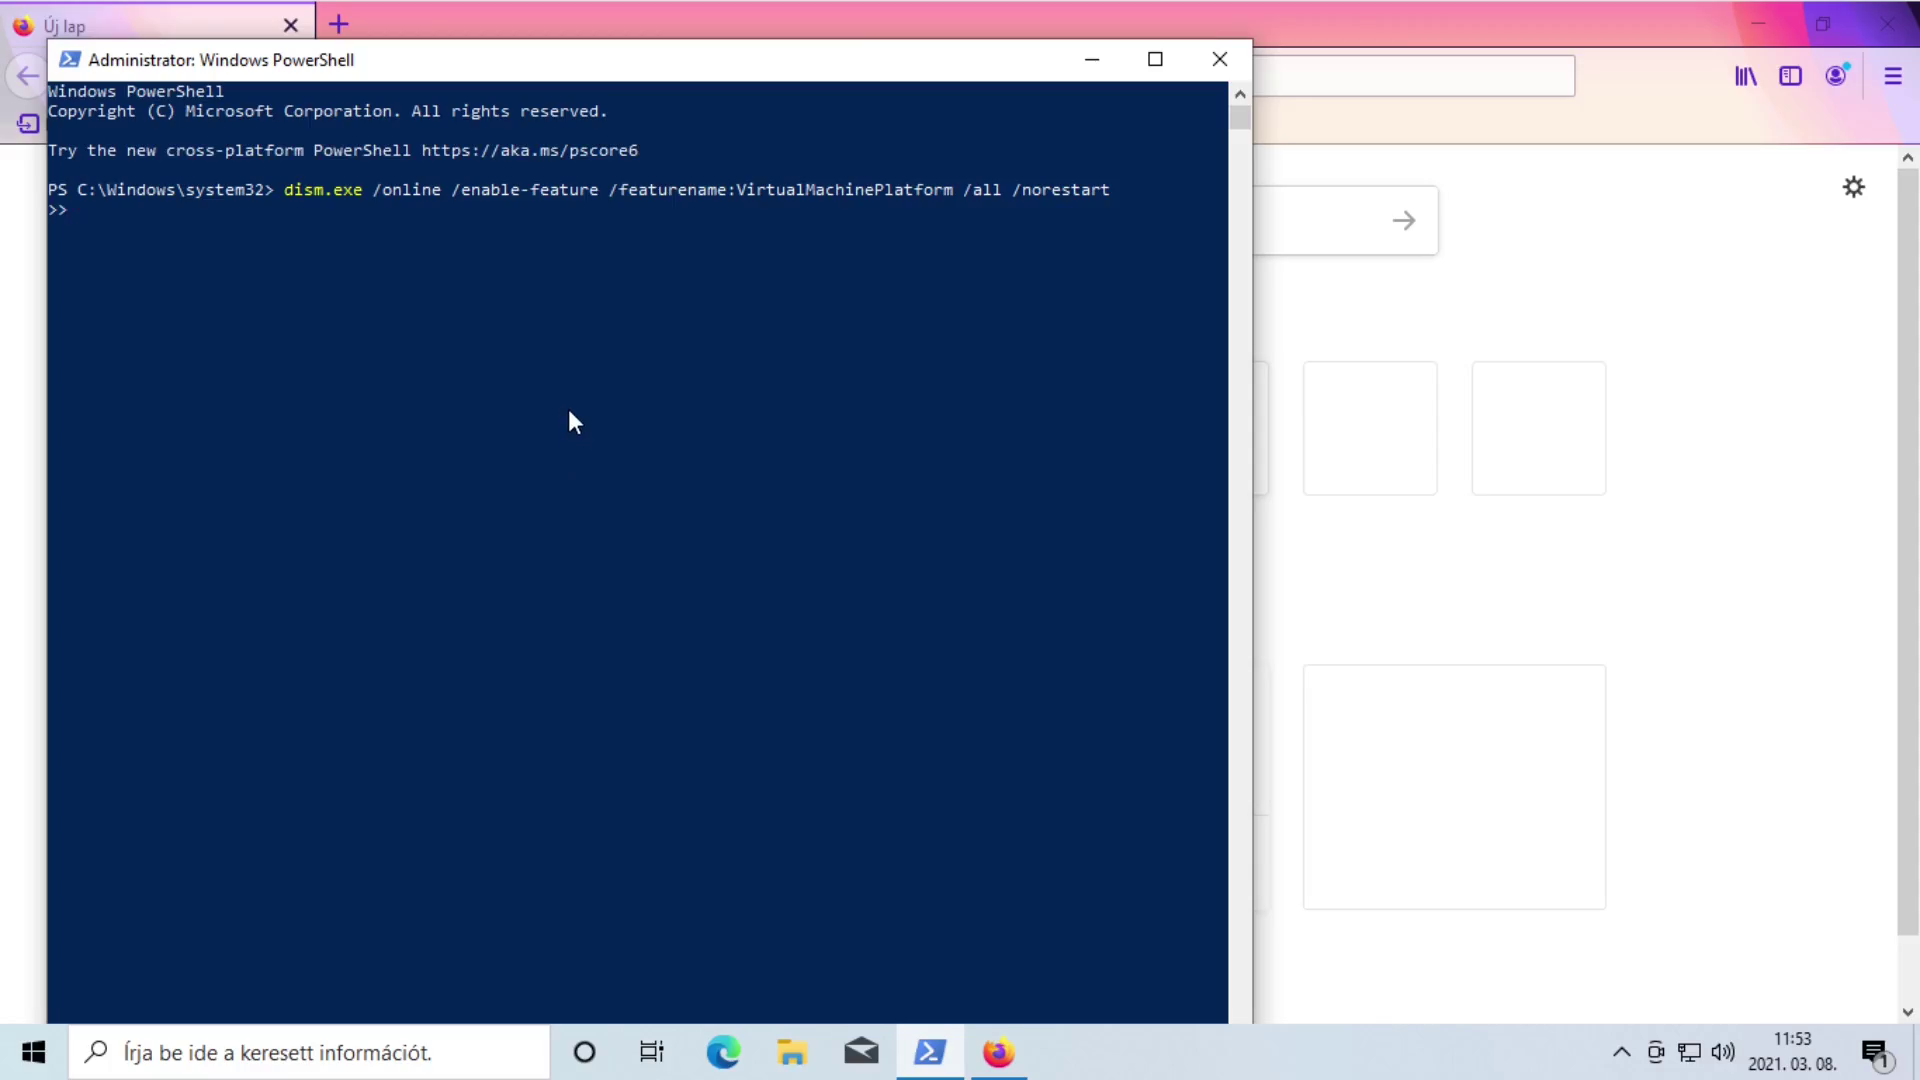 Új lap
Administrator: Windows PowerShell
Windows PowerShell
Copyright (C) Microsoft Corporation. All rights reserved.
Try the new cross-platform PowerShell https://aka.ms/pscore6
PS C:\Windows\system32> dism.exe /online /enable-feature /featurename:VirtualMachinePlatform /all /norestart
>>
Írja be ide a keresett információt.
11:53
2021. 03. 08.
1